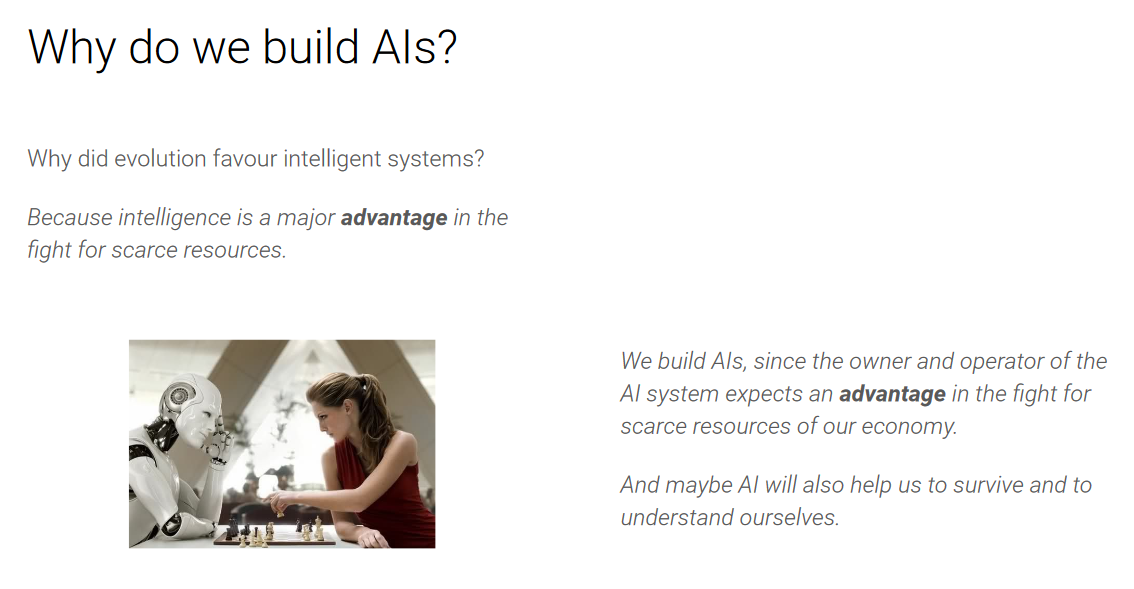 Why do we build AIs?
Why did evolution favour intelligent systems?
Because intelligence is a major advantage in the
fight for scarce resources.
We build AIs, since the owner and operator of the
AI system expects an advantage in the fight for
scarce resources of our economy.
And maybe AI will also help us to survive and to
understand ourselves.